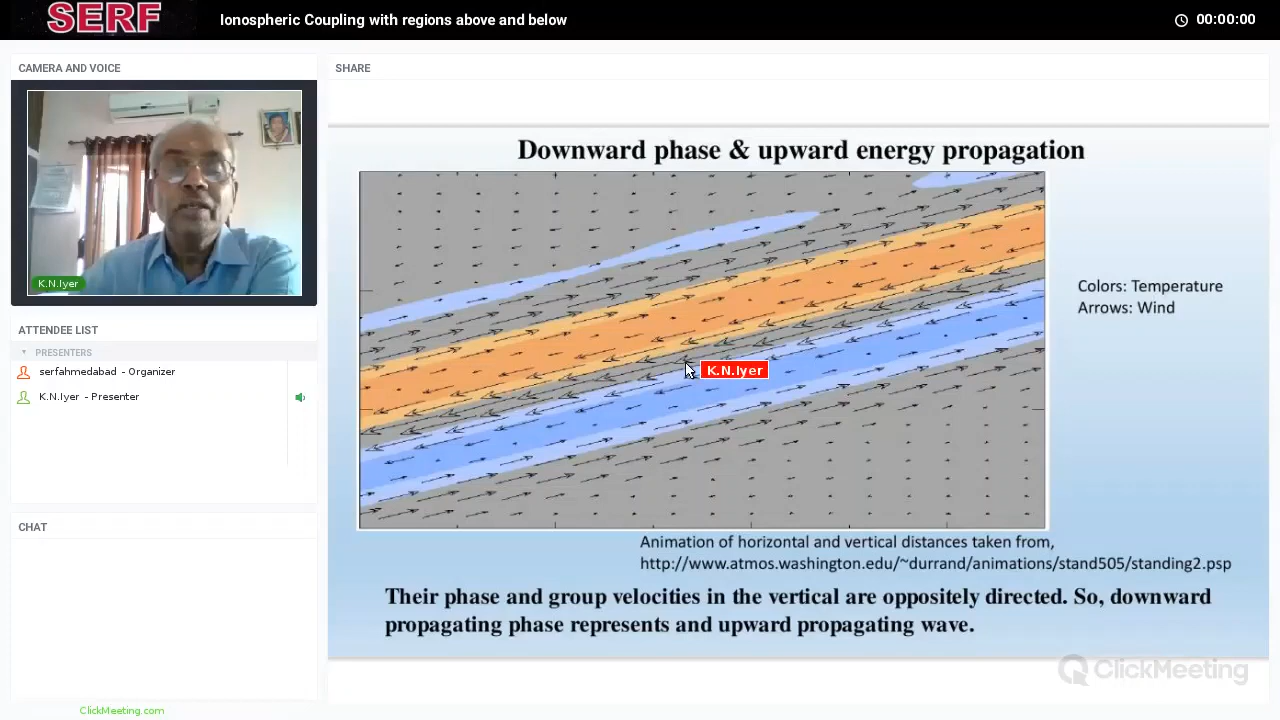 SERF
Ionospheric Coupling with regions above and below
00:00:00
CAMERA AND VOICE
SHARE
K.N.Iyer
ATTENDEE LIST
PRESENTERS
serfahmedabad - Organizer
K.N.Iyer - Presenter
CHAT
ClickMeeting.com
Downward phase & upward energy propagation
Colors: Temperature
Arrows: Wind
K.N.Iyer
Animation of horizontal and vertical distances taken from,
http://www.atmos.washington.edu/~durrand/animations/stand505/standing2.psp
Their phase and group velocities in the vertical are oppositely directed. So, downward
propagating phase represents and upward propagating wave.
ClickMeeting